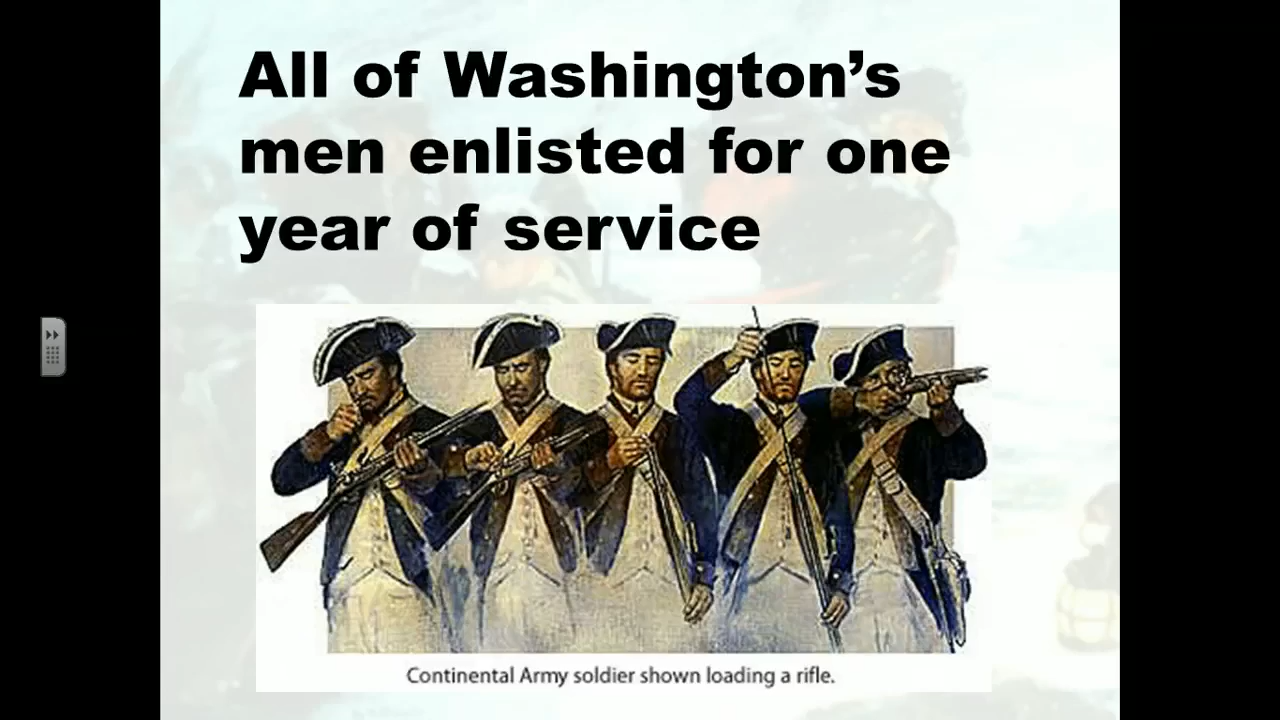 All of Washington’s
men enlisted for one
year of service
Continental Army soldier shown loading a rifle.